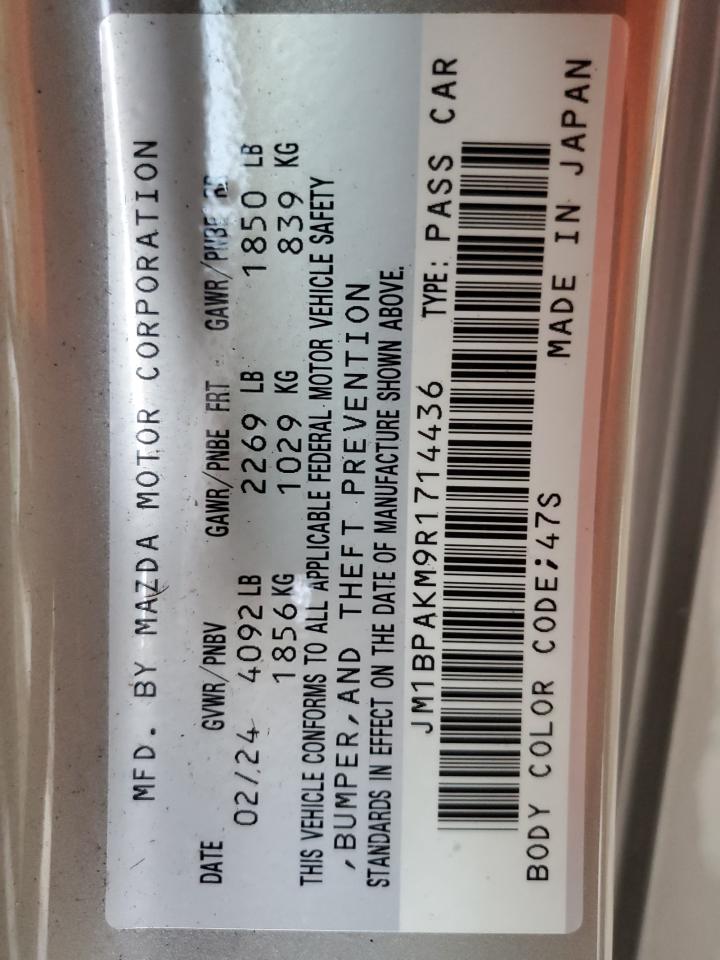 MFD. BY MAZDA MOTOR CORPORATION
DATE GVWR/PNBV GAWR/PNBE FRT GAWR/PNBE RR
02/24 4092 LB 2269 LB 1850 LB
1856 KG 1029 KG 839 KG
THIS VEHICLE CONFORMS TO ALL APPLICABLE FEDERAL MOTOR VEHICLE SAFETY
,BUMPER,AND THEFT PREVENTION
STANDARDS IN EFFECT ON THE DATE OF MANUFACTURE SHOWN ABOVE.
JM1BPAKM9R1714436 TYPE: PASS CAR
BODY COLOR CODE;47S MADE IN JAPAN